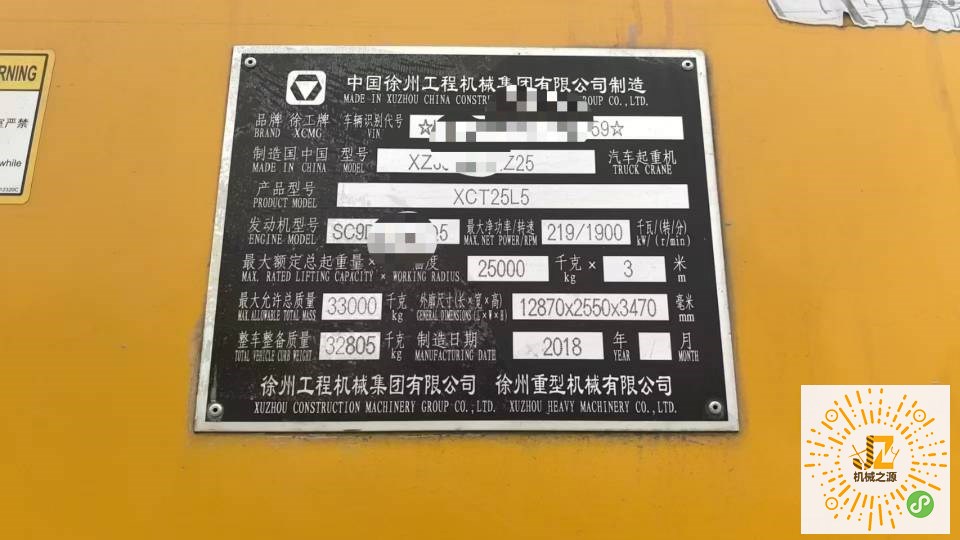 RNING
室严禁
while
中国徐州工程机械集团有限公司制造
MADE IN XUZHOU CHINA CONSTR OUP CO.,LTD.
品牌 徐工牌 车辆识别代号 ☆ 59☆
BRAND XCMG VIN
制造国 中国 型号 XZ Z25 汽车起重机
MADE IN CHINA MODEL TRUCK CRANE
产品型号 XCT25L5
PRODUCT MODEL
发动机型号 SC9 5 最大净功率/转速 219/1900 千瓦/(转/分)
ENGINE MODEL MAX.NET POWER/RPM kW/(r/min)
最大额定总起重量× 度 25000 千克 × 3 米
MAX. RATED LIFTING CAPACITY × WORKING RADIUS kg m
最大允许总质量 33000 千克 外廓尺寸(长×宽×高) 12870x2550x3470 毫米
MAX. ALLOWABLE TOTAL MASS kg GENERAL DIMENSIONS (L×W×H) mm
整车整备质量 32805 千克 制造日期 2018 年 月
TOTAL VEHICLE CURB WEIGHT kg MANUFACTURING DATE YEAR MONTH
徐州工程机械集团有限公司 徐州重型机械有限公司
XUZHOU CONSTRUCTION MACHINERY GROUP CO.,LTD. XUZHOU HEAVY MACHINERY CO.,LTD.
机械之源